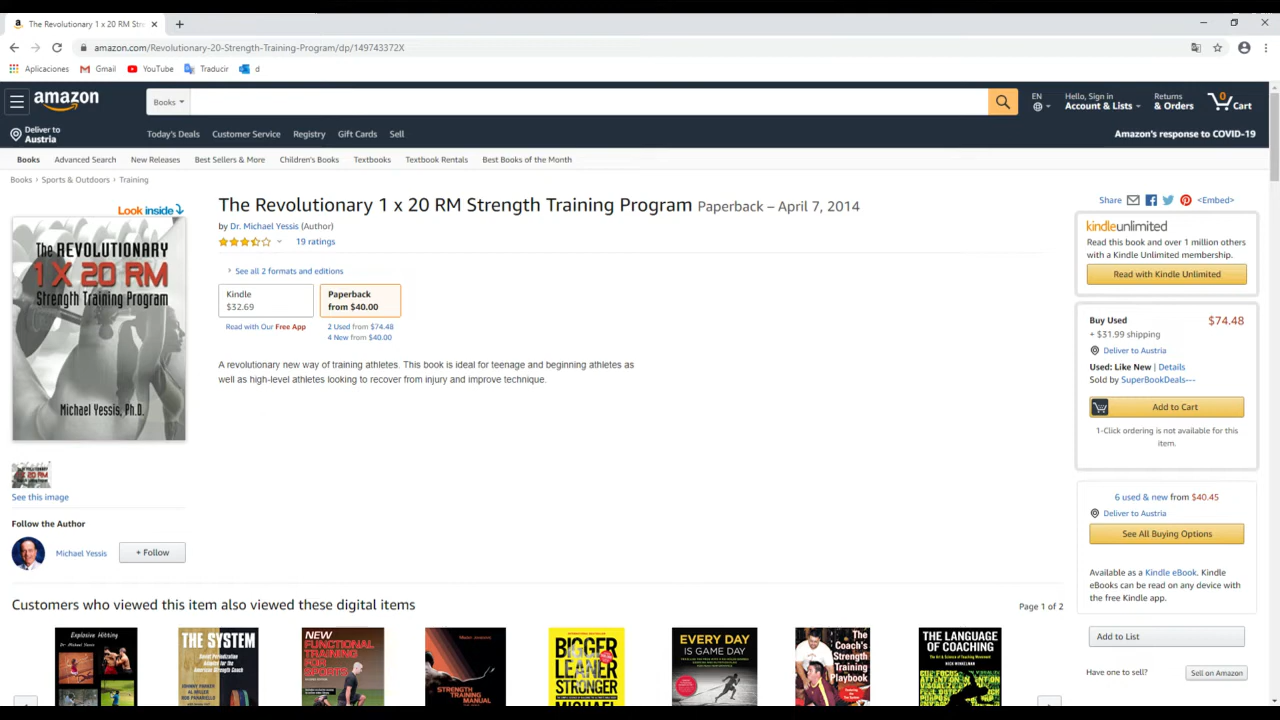 The Revolutionary 1 x 20 RM Stre
amazon.com/Revolutionary-20-Strength-Training-Program/dp/149743372X
Aplicaciones Gmail YouTube Traducir d
amazon
Books
EN
Hello, Sign in
Account & Lists
Returns
& Orders
0
Cart
Deliver to
Austria
Today's Deals Customer Service Registry Gift Cards Sell
Amazon's response to COVID-19
Books Advanced Search New Releases Best Sellers & More Children's Books Textbooks Textbook Rentals Best Books of the Month
Books › Sports & Outdoors › Training
Look inside
The REVOLUTIONARY
1 X 20 RM
Strength Training Program
Michael Yessis, Ph.D.
See this image
Follow the Author
Michael Yessis
+ Follow
The Revolutionary 1 x 20 RM Strength Training Program Paperback – April 7, 2014
by Dr. Michael Yessis (Author)
19 ratings
› See all 2 formats and editions
Kindle
$32.69
Paperback
from $40.00
Read with Our Free App
2 Used from $74.48
4 New from $40.00
A revolutionary new way of training athletes. This book is ideal for teenage and beginning athletes as
well as high-level athletes looking to recover from injury and improve technique.
Share <Embed>
kindleunlimited
Read this book and over 1 million others
with a Kindle Unlimited membership.
Read with Kindle Unlimited
Buy Used $74.48
+ $31.99 shipping
Deliver to Austria
Used: Like New | Details
Sold by SuperBookDeals---
Add to Cart
1-Click ordering is not available for this
item.
6 used & new from $40.45
Deliver to Austria
See All Buying Options
Available as a Kindle eBook. Kindle
eBooks can be read on any device with
the free Kindle app.
Add to List
Have one to sell? Sell on Amazon
Customers who viewed this item also viewed these digital items
Page 1 of 2
Explosive Hitting
Dr. Michael Yessis
THE SYSTEM
NEW
FUNCTIONAL
TRAINING
FOR
SPORTS
STRENGTH TRAINING
MANUAL
BIGGER
LEANER
STRONGER
EVERY DAY
IS GAME DAY
The
Coach's
Strength
Training
Playbook
THE LANGUAGE
OF COACHING